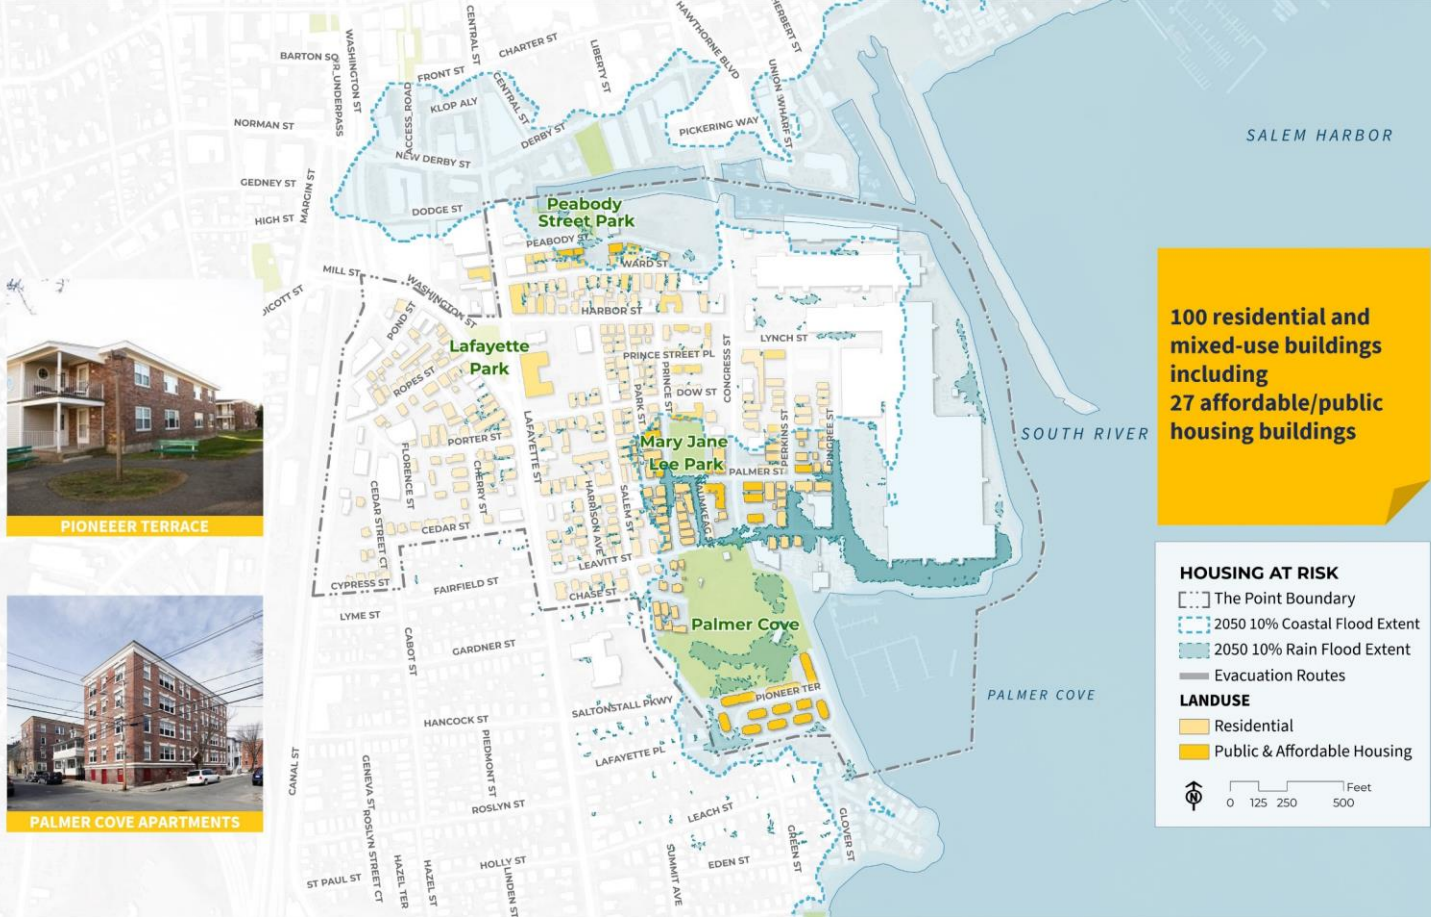 HAWTHORNE BLVD
HERBERT ST
CENTRAL ST
WASHINGTON ST
BARTON SQ
CHARTER ST
LIBERTY ST
FRONT ST
UNION WHARF ST
R_UNDERPASS
ACCESS ROAD
KLOP ALY
CENTRAL ST
NORMAN ST
DERBY ST
PICKERING WAY
SALEM HARBOR
NEW DERBY ST
GEDNEY ST
MARGIN ST
HIGH ST
DODGE ST
Peabody
Street Park
PEABODY ST
WARD ST
MILL ST
WASHINGTON ST
DICOTT ST
HARBOR ST
POND ST
Lafayette
Park
LYNCH ST
PRINCE STREET PL
CONGRESS ST
ROPES ST
PRINCE ST
DOW ST
PARK ST
LAFAYETTE ST
PERKINS ST
PINGREE ST
SOUTH RIVER
PORTER ST
Mary Jane
Lee Park
FLORENCE ST
CHERRY ST
PALMER ST
CEDAR STREET CT
HARRISON AVE
SALEM ST
CEDAR ST
LEAVITT ST
CYPRESS ST
FAIRFIELD ST
CHASE ST
LYME ST
Palmer Cove
CABOT ST
GARDNER ST
PIONEER TER
PALMER COVE
HANCOCK ST
SALTONSTALL PKWY
PIEDMONT ST
LAFAYETTE PL
CANAL ST
GENEVA ST
ROSLYN ST
LEACH ST
ROSLYN STREET CT
GREEN ST
GLOVER ST
HOLLY ST
EDEN ST
SUMMIT AVE
ST PAUL ST
HAZEL TER
HAZEL ST
LINDEN ST
PIONEEER TERRACE
PALMER COVE APARTMENTS
100 residential and
mixed-use buildings
including
27 affordable/public
housing buildings
HOUSING AT RISK
The Point Boundary
2050 10% Coastal Flood Extent
2050 10% Rain Flood Extent
Evacuation Routes
LANDUSE
Residential
Public & Affordable Housing
N
Feet
0 125 250 500